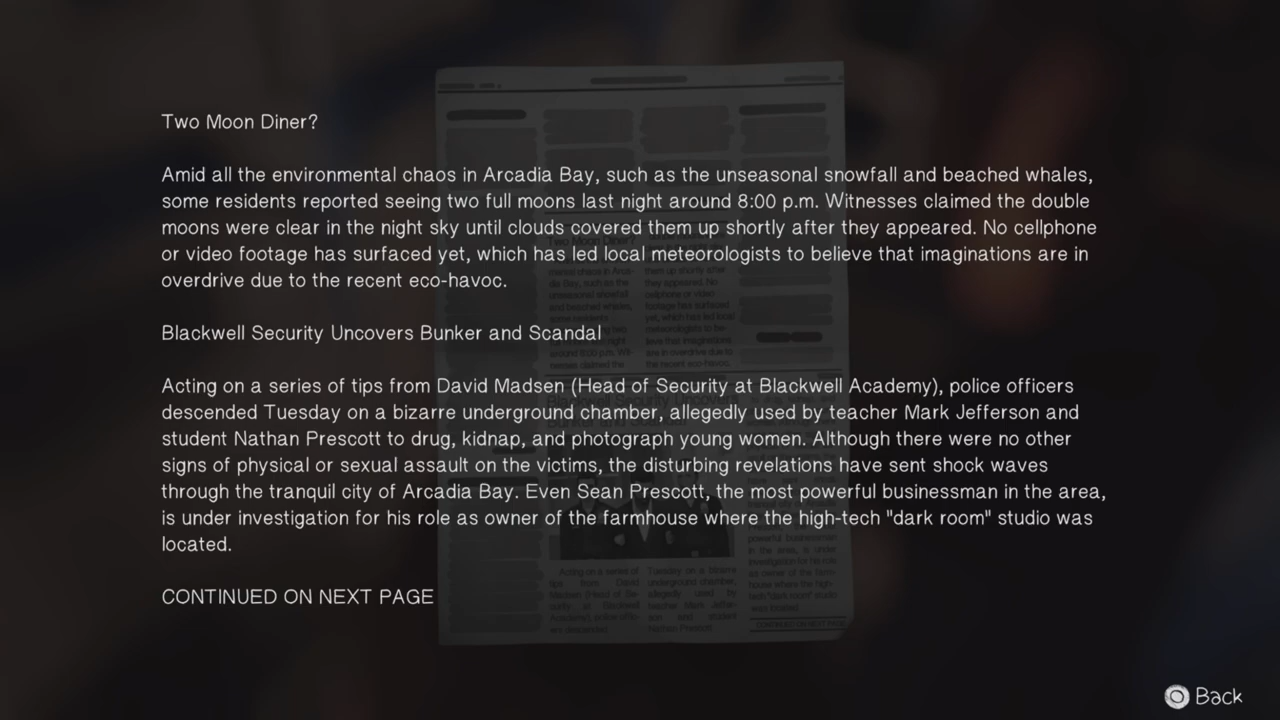 Two Moon Diner?
Amid all the environmental chaos in Arcadia Bay, such as the unseasonal snowfall and beached whales,
some residents reported seeing two full moons last night around 8:00 p.m. Witnesses claimed the double
moons were clear in the night sky until clouds covered them up shortly after they appeared. No cellphone
or video footage has surfaced yet, which has led local meteorologists to believe that imaginations are in
overdrive due to the recent eco-havoc.
Blackwell Security Uncovers Bunker and Scandal
Acting on a series of tips from David Madsen (Head of Security at Blackwell Academy), police officers
descended Tuesday on a bizarre underground chamber, allegedly used by teacher Mark Jefferson and
student Nathan Prescott to drug, kidnap, and photograph young women. Although there were no other
signs of physical or sexual assault on the victims, the disturbing revelations have sent shock waves
through the tranquil city of Arcadia Bay. Even Sean Prescott, the most powerful businessman in the area,
is under investigation for his role as owner of the farmhouse where the high-tech "dark room" studio was
located.
CONTINUED ON NEXT PAGE
Back